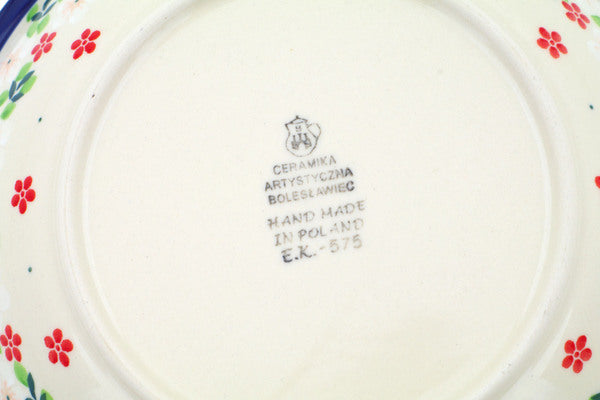 CERAMIKA
ARTYSTYCZNA
BOLESŁAWIEC
HAND MADE
IN POLAND
E.K.-575